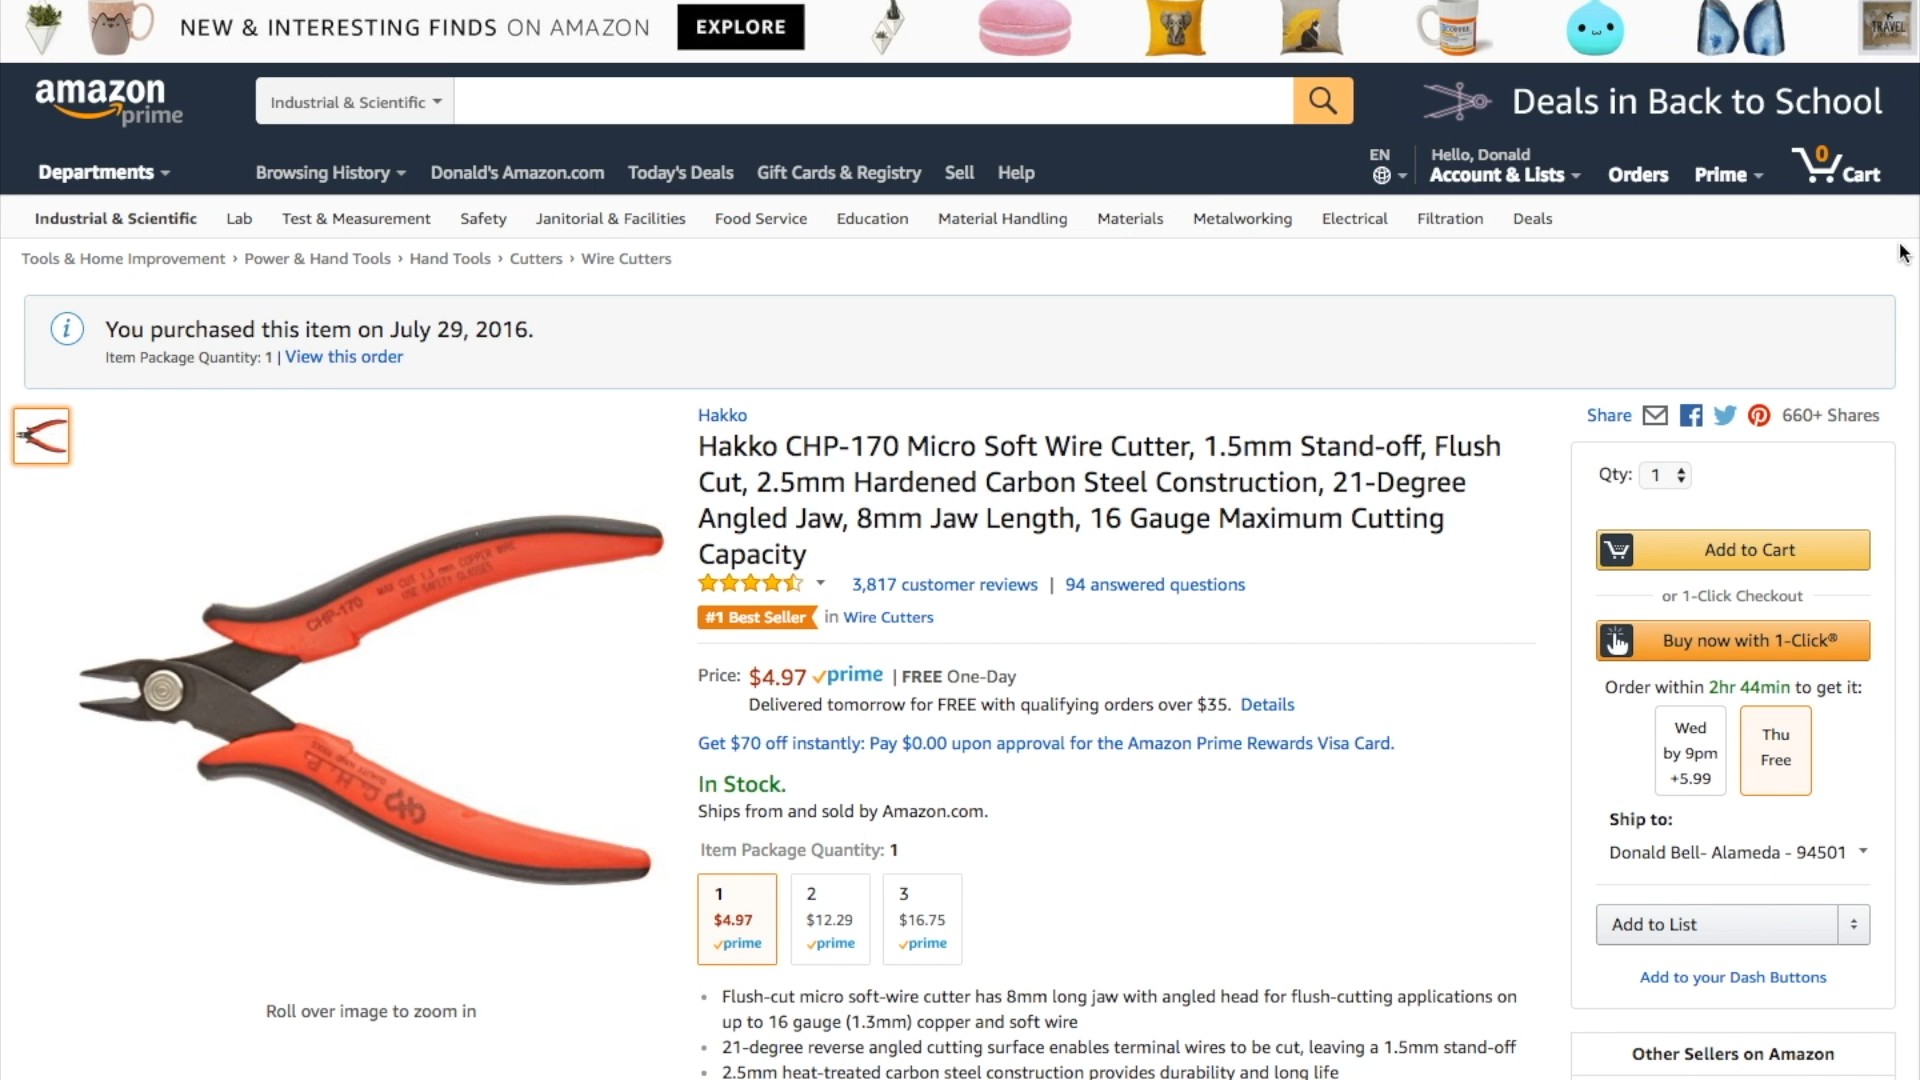 NEW & INTERESTING FINDS ON AMAZON
EXPLORE
COFFEE
TRAVEL
amazon
prime
Industrial & Scientific
Deals in Back to School
Departments
Browsing History
Donald's Amazon.com
Today's Deals
Gift Cards & Registry
Sell
Help
EN
Hello, Donald
Account & Lists
Orders
Prime
0
Cart
Industrial & Scientific
Lab
Test & Measurement
Safety
Janitorial & Facilities
Food Service
Education
Material Handling
Materials
Metalworking
Electrical
Filtration
Deals
Tools & Home Improvement › Power & Hand Tools › Hand Tools › Cutters › Wire Cutters
You purchased this item on July 29, 2016.
Item Package Quantity: 1 | View this order
Hakko
Hakko CHP-170 Micro Soft Wire Cutter, 1.5mm Stand-off, Flush
Cut, 2.5mm Hardened Carbon Steel Construction, 21-Degree
Angled Jaw, 8mm Jaw Length, 16 Gauge Maximum Cutting
Capacity
3,817 customer reviews | 94 answered questions
#1 Best Seller in Wire Cutters
Price: $4.97 prime | FREE One-Day
Delivered tomorrow for FREE with qualifying orders over $35. Details
Get $70 off instantly: Pay $0.00 upon approval for the Amazon Prime Rewards Visa Card.
In Stock.
Ships from and sold by Amazon.com.
Item Package Quantity: 1
1
$4.97
prime
2
$12.29
prime
3
$16.75
prime
• Flush-cut micro soft-wire cutter has 8mm long jaw with angled head for flush-cutting applications on
up to 16 gauge (1.3mm) copper and soft wire
• 21-degree reverse angled cutting surface enables terminal wires to be cut, leaving a 1.5mm stand-off
• 2.5mm heat-treated carbon steel construction provides durability and long life
CHP-170
MAX CUT 1.3 mm COPPER WIRE
USE SAFETY GLASSES
C.H.P.
Roll over image to zoom in
Share
660+ Shares
Qty: 1
Add to Cart
or 1-Click Checkout
Buy now with 1-Click®
Order within 2hr 44min to get it:
Wed
by 9pm
+5.99
Thu
Free
Ship to:
Donald Bell- Alameda - 94501
Add to List
Add to your Dash Buttons
Other Sellers on Amazon